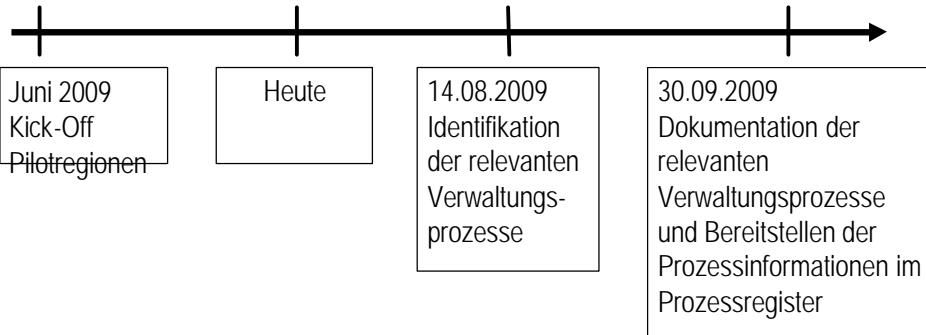 Juni 2009
Kick-Off
Pilotregionen
Heute
14.08.2009
Identifikation
der relevanten
Verwaltungs-
prozesse
30.09.2009
Dokumentation der
relevanten
Verwaltungsprozesse
und Bereitstellen der
Prozessinformationen im
Prozessregister